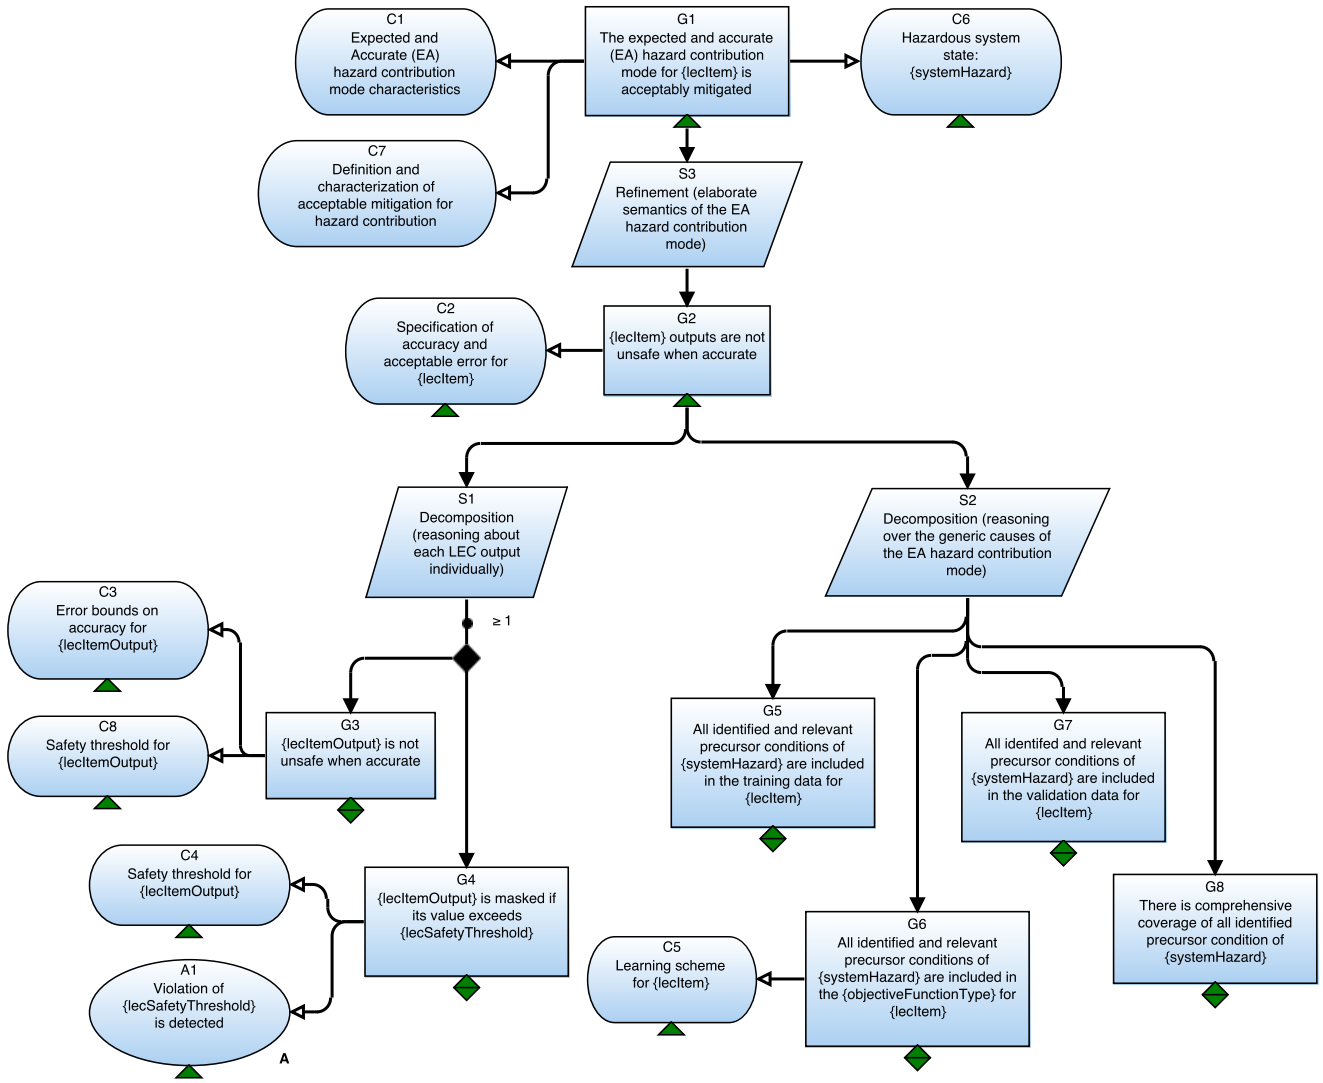 C1
Expected and
Accurate (EA)
hazard contribution
mode characteristics
G1
The expected and accurate
(EA) hazard contribution
mode for {lecItem} is
acceptably mitigated
C6
Hazardous system
state:
{systemHazard}
C7
Definition and
characterization of
acceptable mitigation for
hazard contribution
S3
Refinement (elaborate
semantics of the EA
hazard contribution
mode)
C2
Specification of
accuracy and
acceptable error for
{lecItem}
G2
{lecItem} outputs are not
unsafe when accurate
S1
Decomposition
(reasoning about
each LEC output
individually)
S2
Decomposition (reasoning
over the generic causes of
the EA hazard contribution
mode)
≥ 1
C3
Error bounds on
accuracy for
{lecItemOutput}
C8
Safety threshold for
{lecItemOutput}
G3
{lecItemOutput} is not
unsafe when accurate
G5
All identified and relevant
precursor conditions of
{systemHazard} are included
in the training data for
{lecItem}
G7
All identifed and relevant
precursor conditions of
{systemHazard} are included
in the validation data for
{lecItem}
C4
Safety threshold for
{lecItemOutput}
G4
{lecItemOutput} is masked if
its value exceeds
{lecSafetyThreshold}
G8
There is comprehensive
coverage of all identified
precursor condition of
{systemHazard}
A1
Violation of
{lecSafetyThreshold}
is detected
A
C5
Learning scheme
for {lecItem}
G6
All identified and relevant
precursor conditions of
{systemHazard} are included in
the {objectiveFunctionType} for
{lecItem}